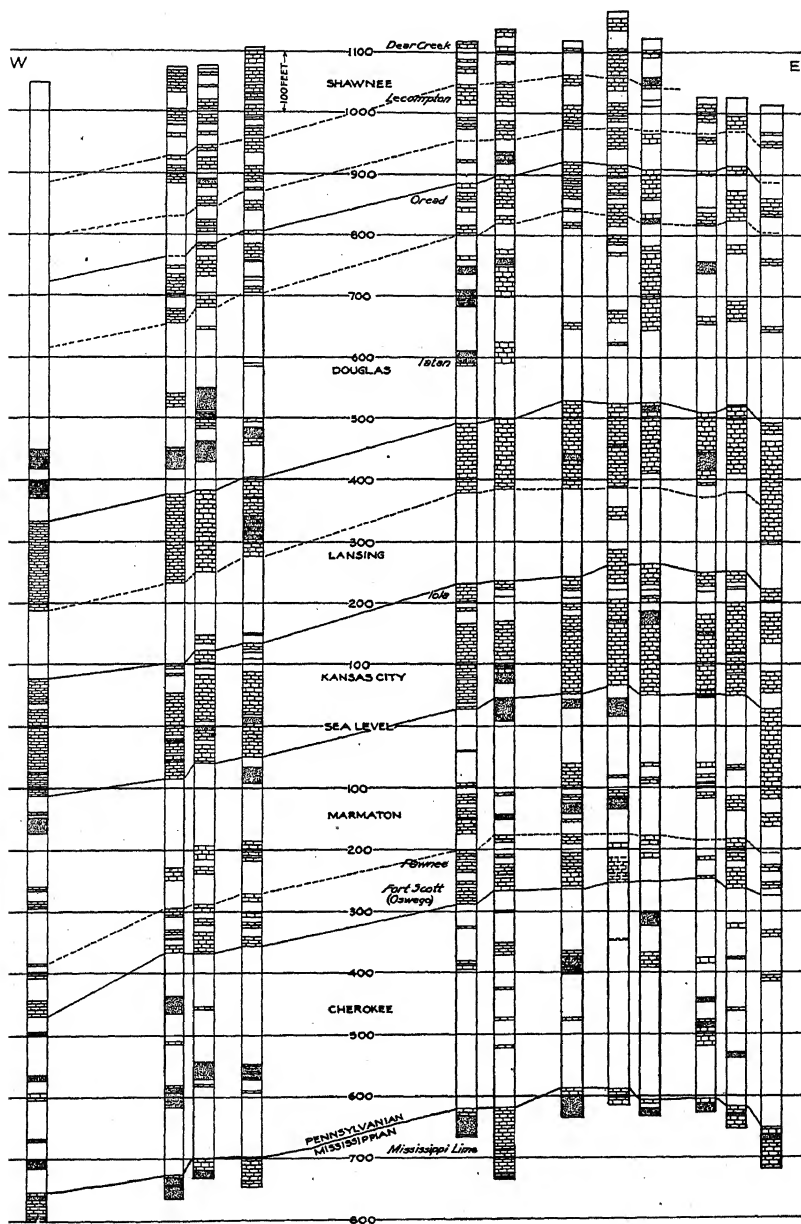 1100
Deer Creek
W
E
100 FEET
SHAWNEE
Lecompton
1000
900
Oread
800
700
600
Iatan
DOUGLAS
500
400
300
LANSING
200
Iola
100
KANSAS CITY
SEA LEVEL
100
MARMATON
200
Pawnee
Fort Scott
(Oswego)
300
400
CHEROKEE
500
600
PENNSYLVANIAN
MISSISSIPPIAN
Mississippi Lime
700
800